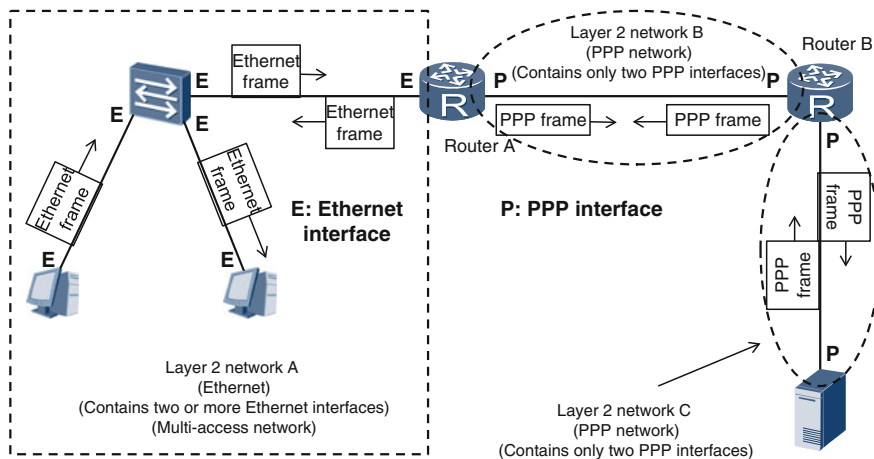 Layer 2 network B
(PPP network)
(Contains only two PPP interfaces)
Router B
E
Ethernet
frame
E
P
P
R
R
E
E
Ethernet
frame
PPP frame
PPP frame
Router A
P
Ethernet
frame
Ethernet
frame
E: Ethernet
interface
P: PPP interface
PPP
frame
PPP
frame
E
E
P
Layer 2 network A
(Ethernet)
(Contains two or more Ethernet interfaces)
(Multi-access network)
Layer 2 network C
(PPP network)
(Contains only two PPP interfaces)